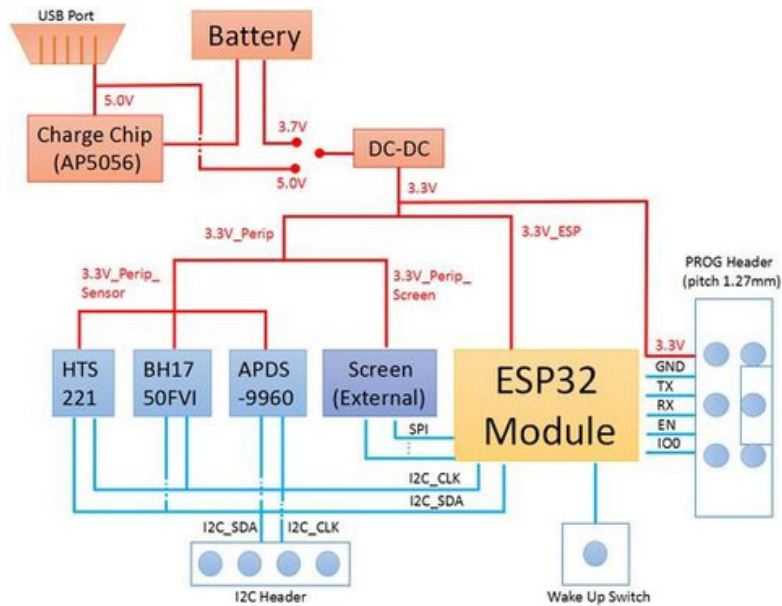 USB Port
Battery
5.0V
Charge Chip
(AP5056)
3.7V
DC-DC
5.0V
3.3V
3.3V_Perip
3.3V_ESP
PROG Header
(pitch 1.27mm)
3.3V_Perip_
Sensor
3.3V_Perip_
Screen
3.3V
HTS
221
BH17
50FVI
APDS
-9960
Screen
(External)
ESP32
Module
GND
TX
RX
EN
IO0
SPI
I2C_CLK
I2C_SDA
I2C_SDA
I2C_CLK
I2C Header
Wake Up Switch